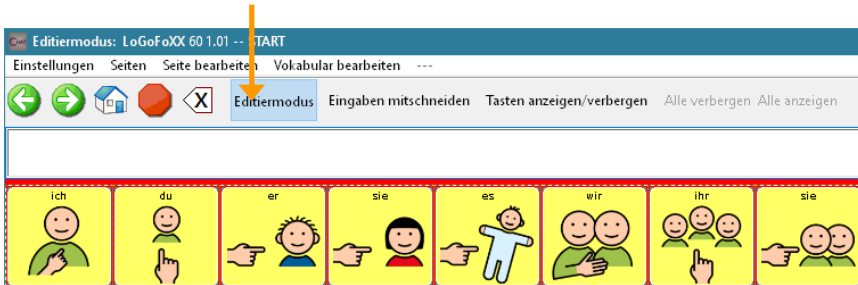 Editiermodus: LoGoFoXX 60 1.01 -- START
Einstellungen Seiten Seite bearbeiten Vokabular bearbeiten ---
X Editiermodus Eingaben mitschneiden Tasten anzeigen/verbergen Alle verbergen Alle anzeigen
ich du er sie es wir ihr sie